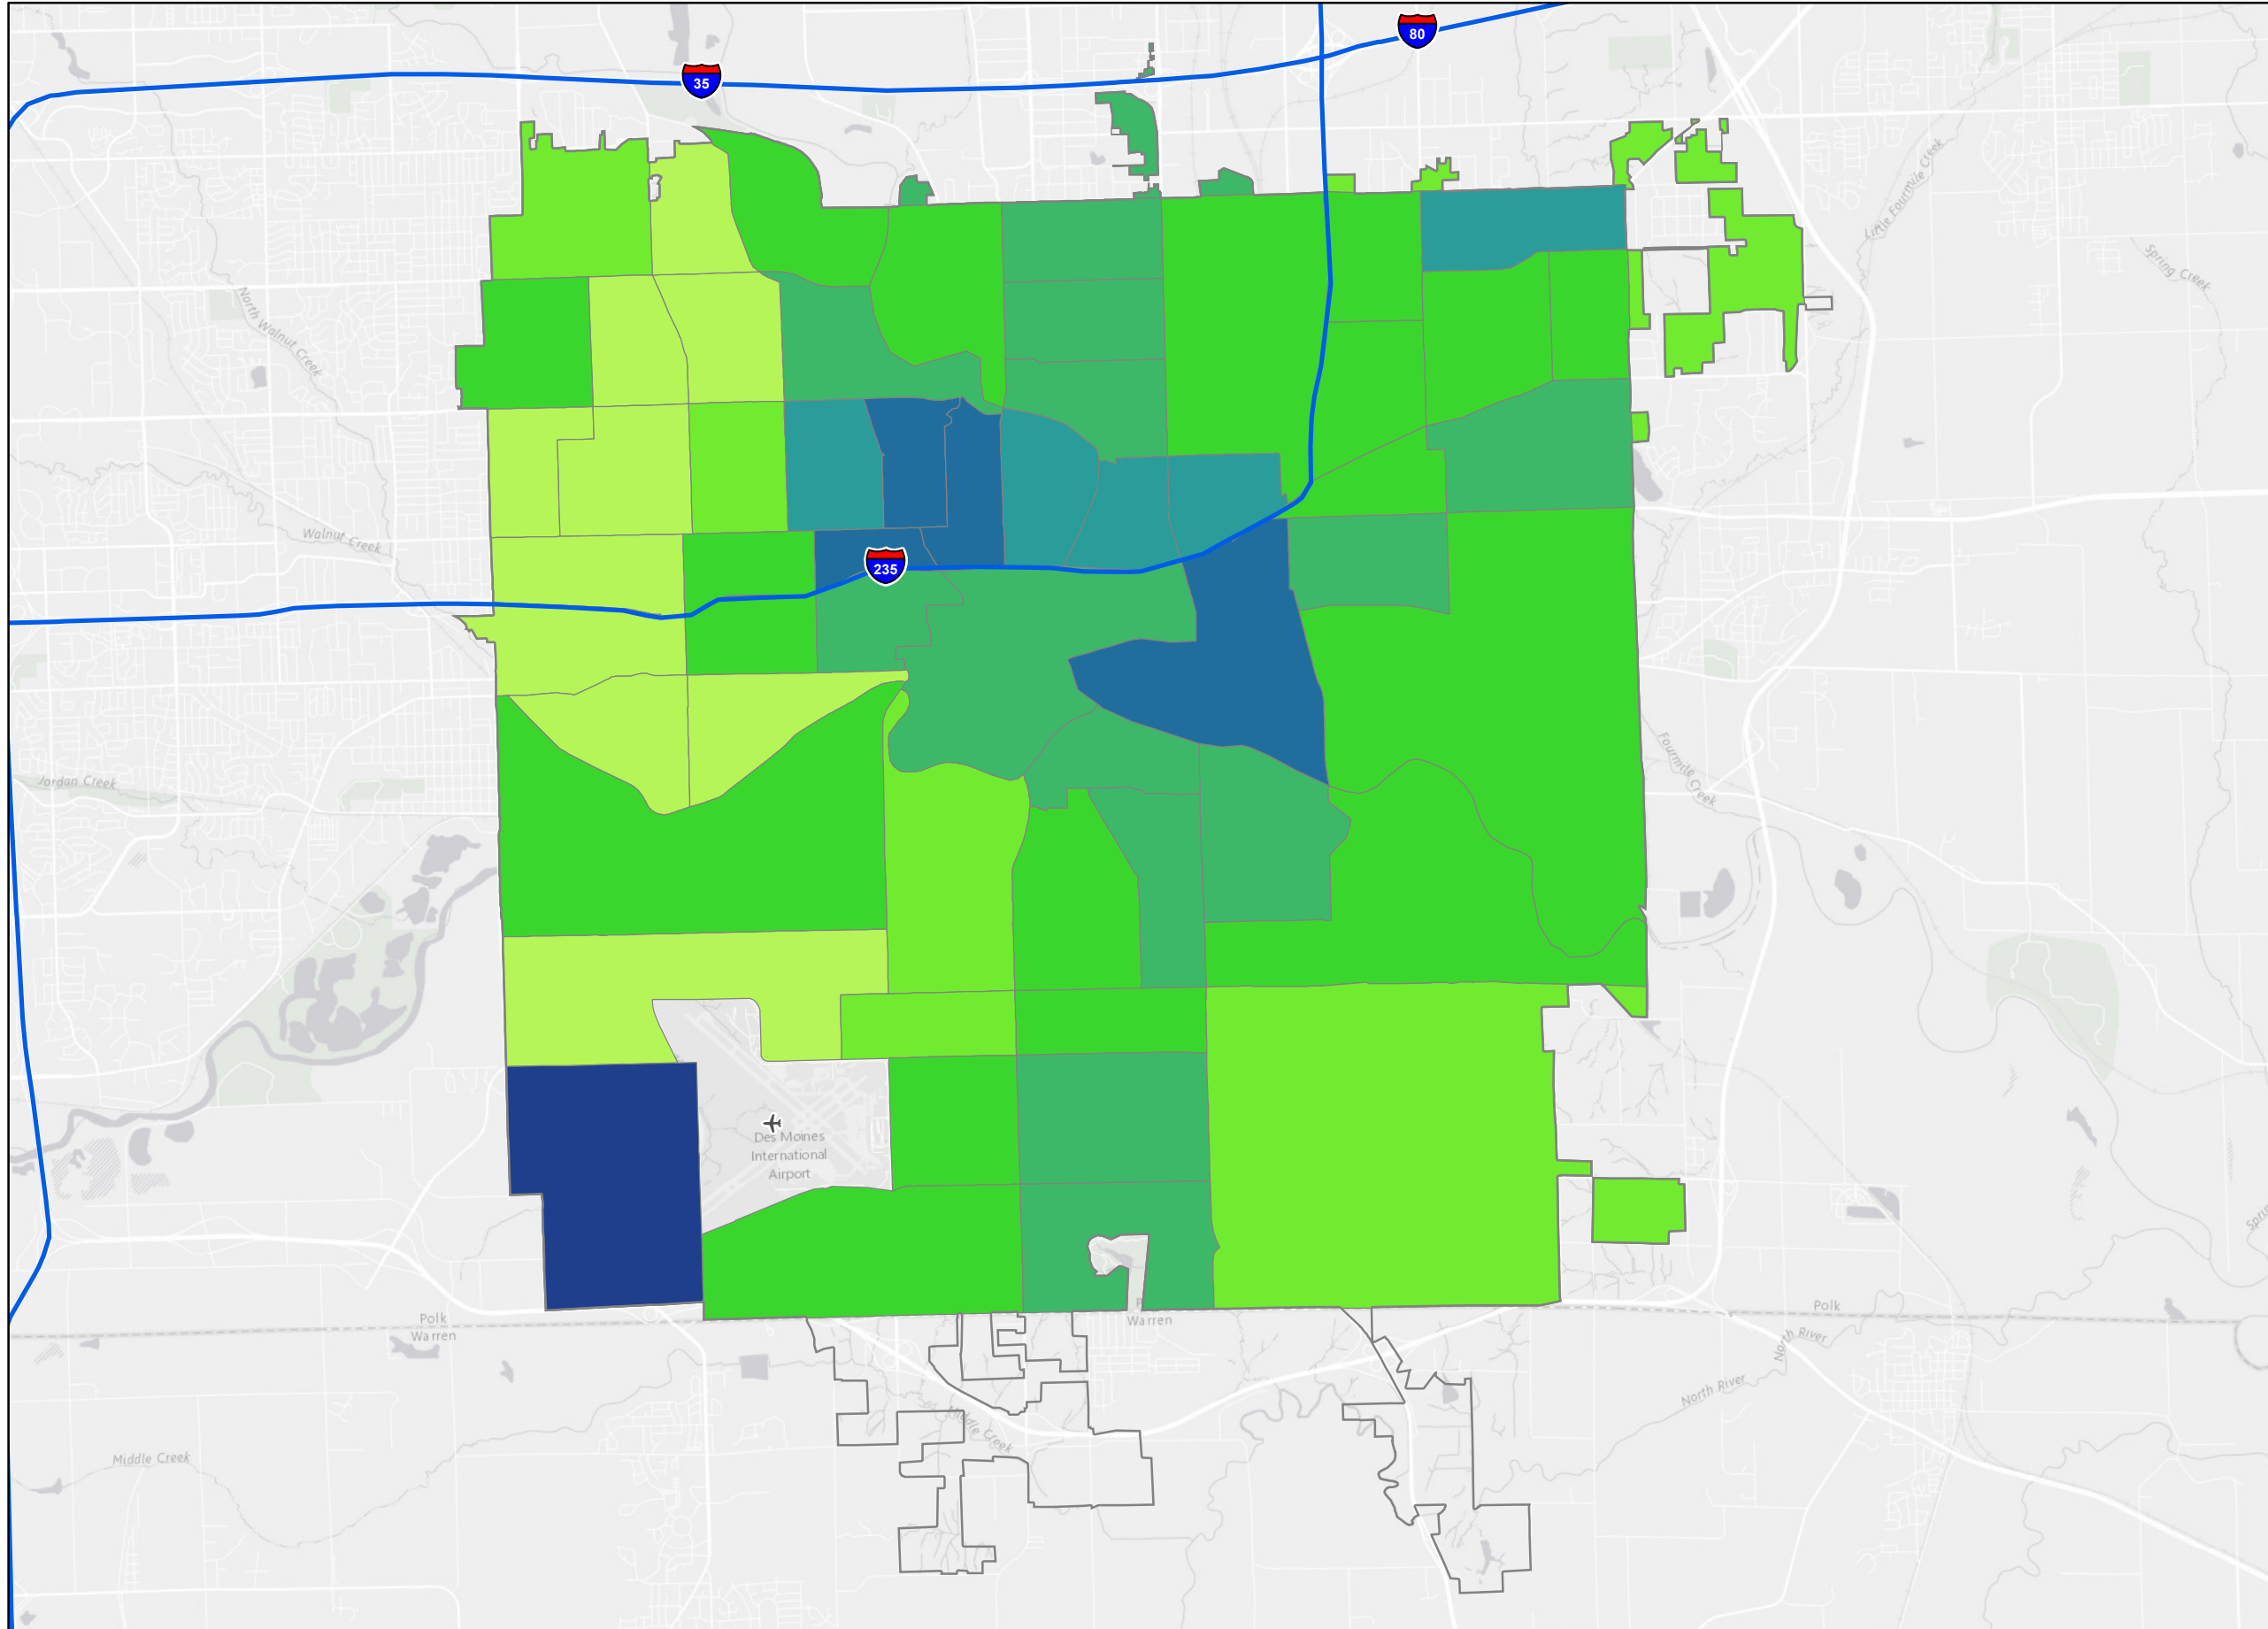 80
35
Little Fourmile Creek
Spring Creek
North Walnut Creek
Walnut Creek
235
Fourmile Creek
Jordan Creek
Des Moines
International
Airport
Polk
Warren
Warren
Polk
North River
North River
Middle Creek
Middle Creek